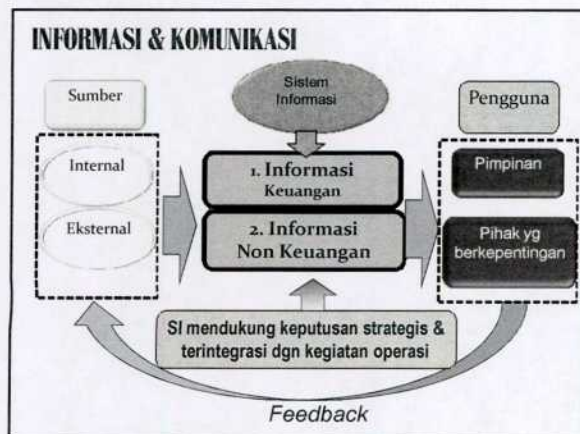 INFORMASI & KOMUNIKASI
Sumber
Sistem
Informasi
Pengguna
Internal
Eksternal
1. Informasi
Keuangan
2. Informasi
Non Keuangan
Pimpinan
Pihak yg
berkepentingan
SI mendukung keputusan strategis &
terintegrasi dgn kegiatan operasi
Feedback